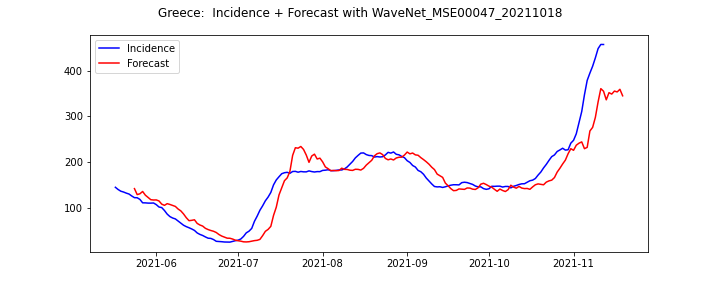 Greece:  Incidence + Forecast with WaveNet_MSE00047_20211018
Incidence
Forecast
400
300
200
100
2021-06 2021-07 2021-08 2021-09 2021-10 2021-11